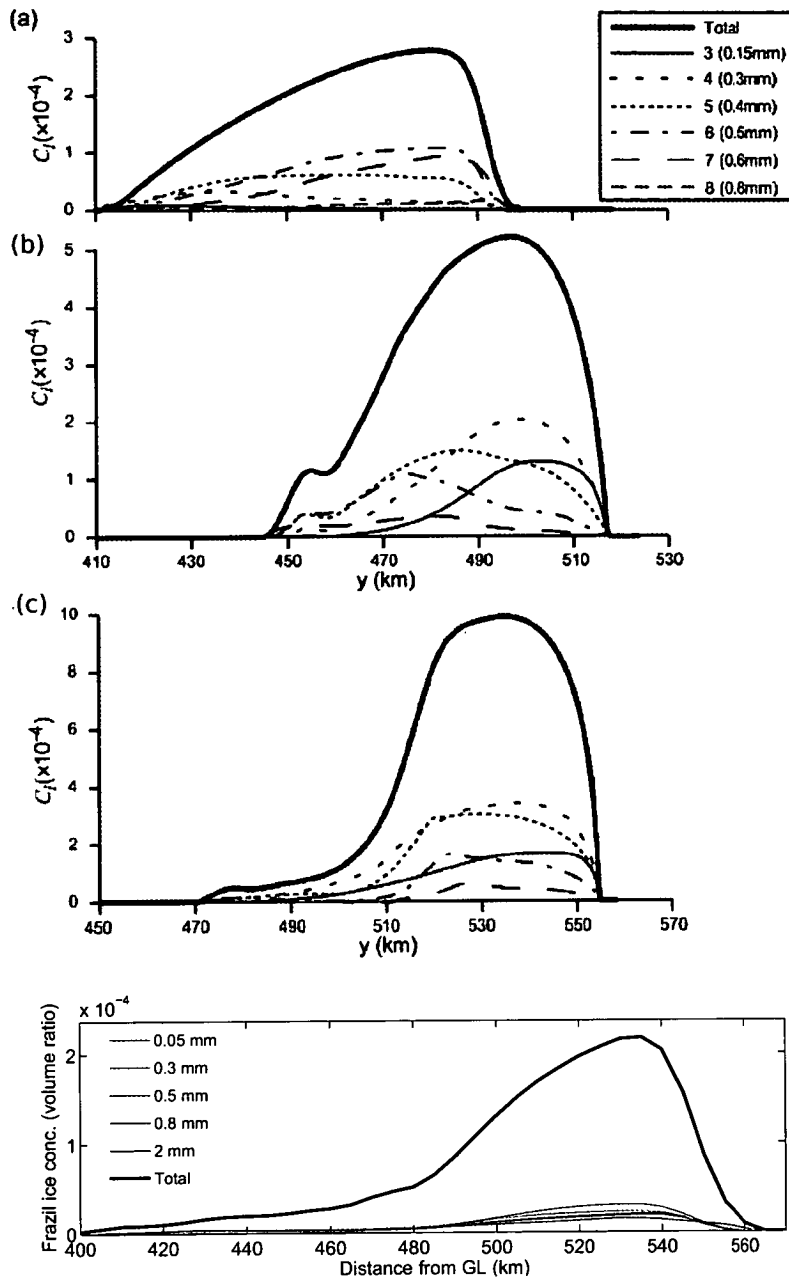 (a)
3
2
1
0
C_i(×10⁻⁴)
Total
3 (0.15mm)
4 (0.3mm)
5 (0.4mm)
6 (0.5mm)
7 (0.6mm)
8 (0.8mm)
(b)
5
4
3
2
1
0
C_i(×10⁻⁴)
410 430 450 470 490 510 530
y (km)
(c)
10
8
6
4
2
0
C_i(×10⁻⁴)
450 470 490 510 530 550 570
y (km)
× 10⁻⁴
Frazil ice conc. (volume ratio)
2
1
0
0.05 mm
0.3 mm
0.5 mm
0.8 mm
2 mm
Total
400 420 440 460 480 500 520 540 560
Distance from GL (km)